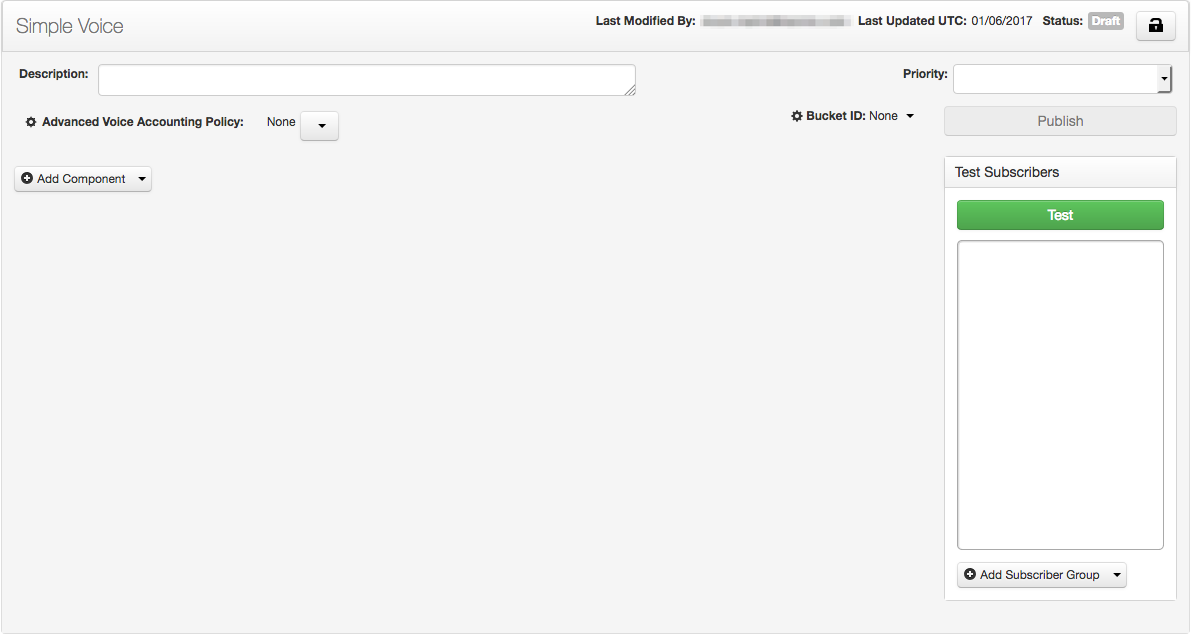 Simple Voice
Last Modified By: Last Updated UTC: 01/06/2017 Status: Draft
Description:
Priority:
Advanced Voice Accounting Policy: None
Bucket ID: None
Publish
Add Component
Test Subscribers
Test
Add Subscriber Group